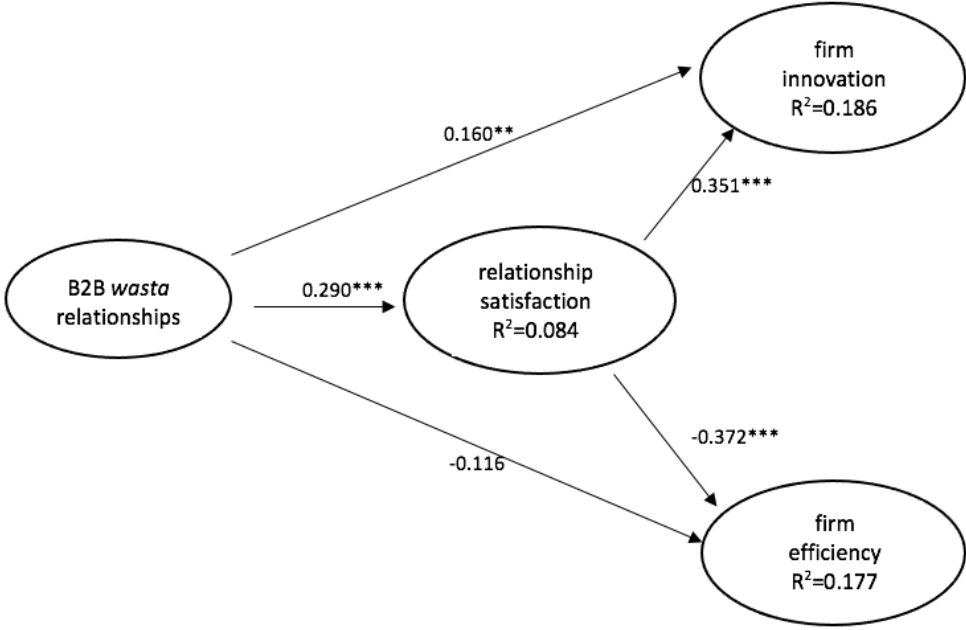 firm
innovation
R²=0.186
0.160**
0.351***
B2B wasta
relationships
0.290***
relationship
satisfaction
R²=0.084
-0.372***
-0.116
firm
efficiency
R²=0.177